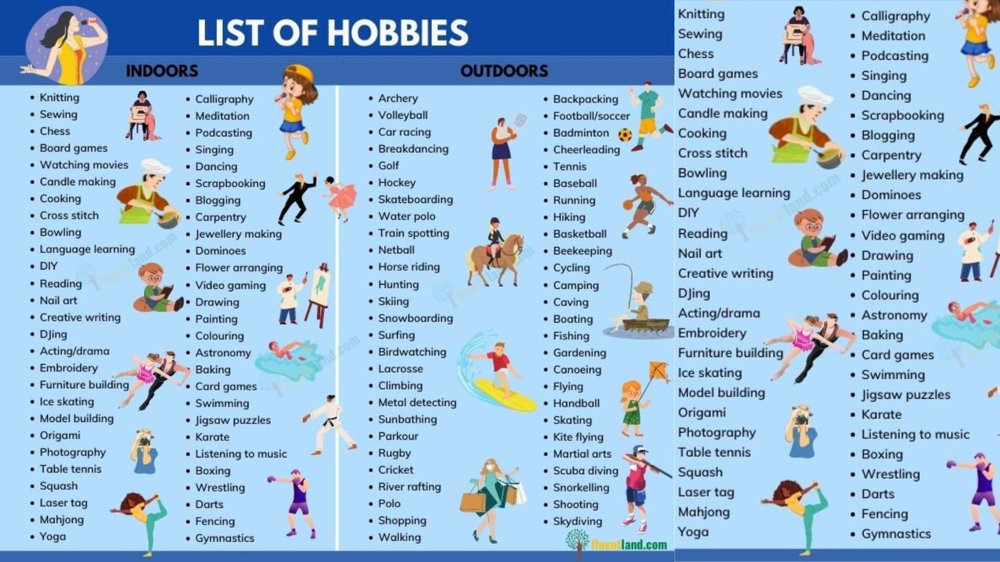 LIST OF HOBBIES
INDOORS
Knitting
Sewing
Chess
Board games
Watching movies
Candle making
Cooking
Cross stitch
Bowling
Language learning
DIY
Reading
Nail art
Creative writing
DJing
Acting/drama
Embroidery
Furniture building
Ice skating
Model building
Origami
Photography
Table tennis
Squash
Laser tag
Mahjong
Yoga
Calligraphy
Meditation
Podcasting
Singing
Dancing
Scrapbooking
Blogging
Carpentry
Jewellery making
Dominoes
Flower arranging
Video gaming
Drawing
Painting
Colouring
Astronomy
Baking
Card games
Swimming
Jigsaw puzzles
Karate
Listening to music
Boxing
Wrestling
Darts
Fencing
Gymnastics
OUTDOORS
Archery
Volleyball
Car racing
Breakdancing
Golf
Hockey
Skateboarding
Water polo
Train spotting
Netball
Horse riding
Hunting
Skiing
Snowboarding
Surfing
Birdwatching
Lacrosse
Climbing
Metal detecting
Sunbathing
Parkour
Rugby
Cricket
River rafting
Polo
Shopping
Walking
Backpacking
Football/soccer
Badminton
Cheerleading
Tennis
Baseball
Running
Hiking
Basketball
Beekeeping
Cycling
Camping
Caving
Boating
Fishing
Gardening
Canoeing
Flying
Handball
Skating
Kite flying
Martial arts
Scuba diving
Snorkelling
Shooting
Skydiving
fluentland.com
Knitting
Sewing
Chess
Board games
Watching movies
Candle making
Cooking
Cross stitch
Bowling
Language learning
DIY
Reading
Nail art
Creative writing
DJing
Acting/drama
Embroidery
Furniture building
Ice skating
Model building
Origami
Photography
Table tennis
Squash
Laser tag
Mahjong
Yoga
Calligraphy
Meditation
Podcasting
Singing
Dancing
Scrapbooking
Blogging
Carpentry
Jewellery making
Dominoes
Flower arranging
Video gaming
Drawing
Painting
Colouring
Astronomy
Baking
Card games
Swimming
Jigsaw puzzles
Karate
Listening to music
Boxing
Wrestling
Darts
Fencing
Gymnastics